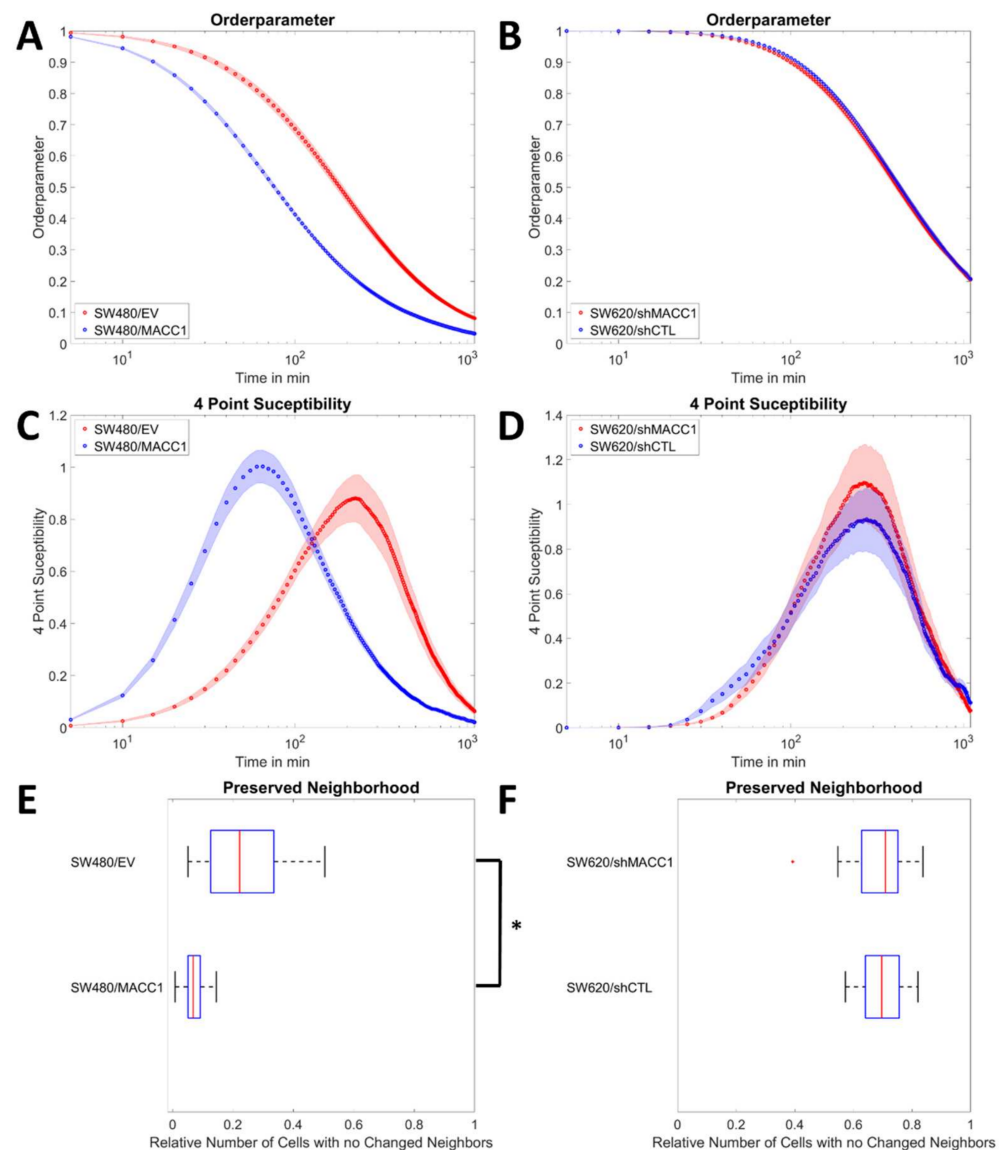 A
Orderparameter
Orderparameter
1
0.9
0.8
0.7
0.6
0.5
0.4
0.3
0.2
0.1
0
SW480/EV
SW480/MACC1
10^1
10^2
10^3
Time in min
B
Orderparameter
Orderparameter
1
0.9
0.8
0.7
0.6
0.5
0.4
0.3
0.2
0.1
0
SW620/shMACC1
SW620/shCTL
10^1
10^2
10^3
Time in min
C
4 Point Suceptibility
4 Point Suceptibility
1.2
1
0.8
0.6
0.4
0.2
0
SW480/EV
SW480/MACC1
10^1
10^2
10^3
Time in min
D
4 Point Suceptibility
4 Point Suceptibility
1.4
1.2
1
0.8
0.6
0.4
0.2
0
SW620/shMACC1
SW620/shCTL
10^1
10^2
10^3
Time in min
E
Preserved Neighborhood
SW480/EV
SW480/MACC1
*
0 0.2 0.4 0.6 0.8 1
Relative Number of Cells with no Changed Neighbors
F
Preserved Neighborhood
SW620/shMACC1
SW620/shCTL
0 0.2 0.4 0.6 0.8 1
Relative Number of Cells with no Changed Neighbors